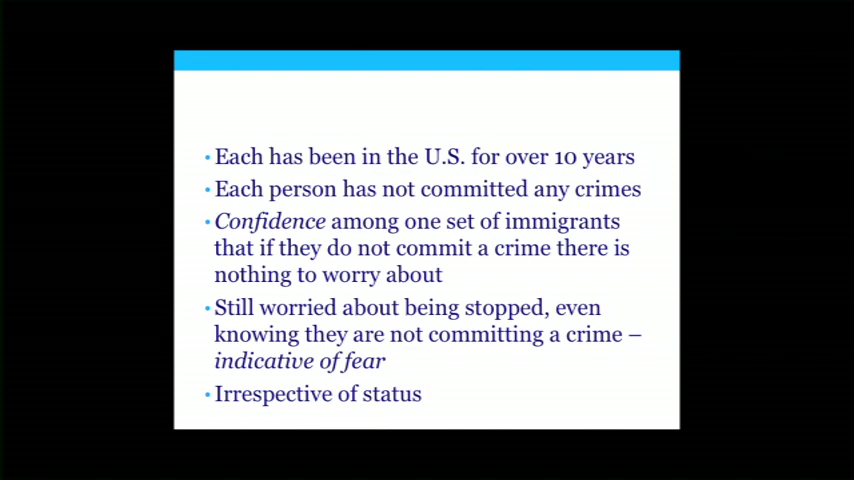 • Each has been in the U.S. for over 10 years
• Each person has not committed any crimes
• Confidence among one set of immigrants
that if they do not commit a crime there is
nothing to worry about
• Still worried about being stopped, even
knowing they are not committing a crime –
indicative of fear
• Irrespective of status